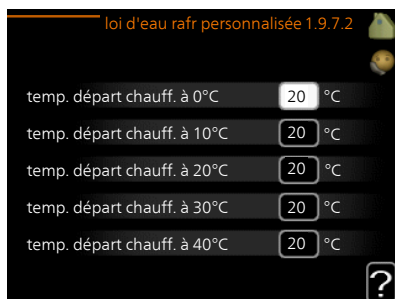 loi d'eau rafr personnalisée 1.9.7.2
temp. départ chauff. à 0°C 20 °C
temp. départ chauff. à 10°C 20 °C
temp. départ chauff. à 20°C 20 °C
temp. départ chauff. à 30°C 20 °C
temp. départ chauff. à 40°C 20 °C
?